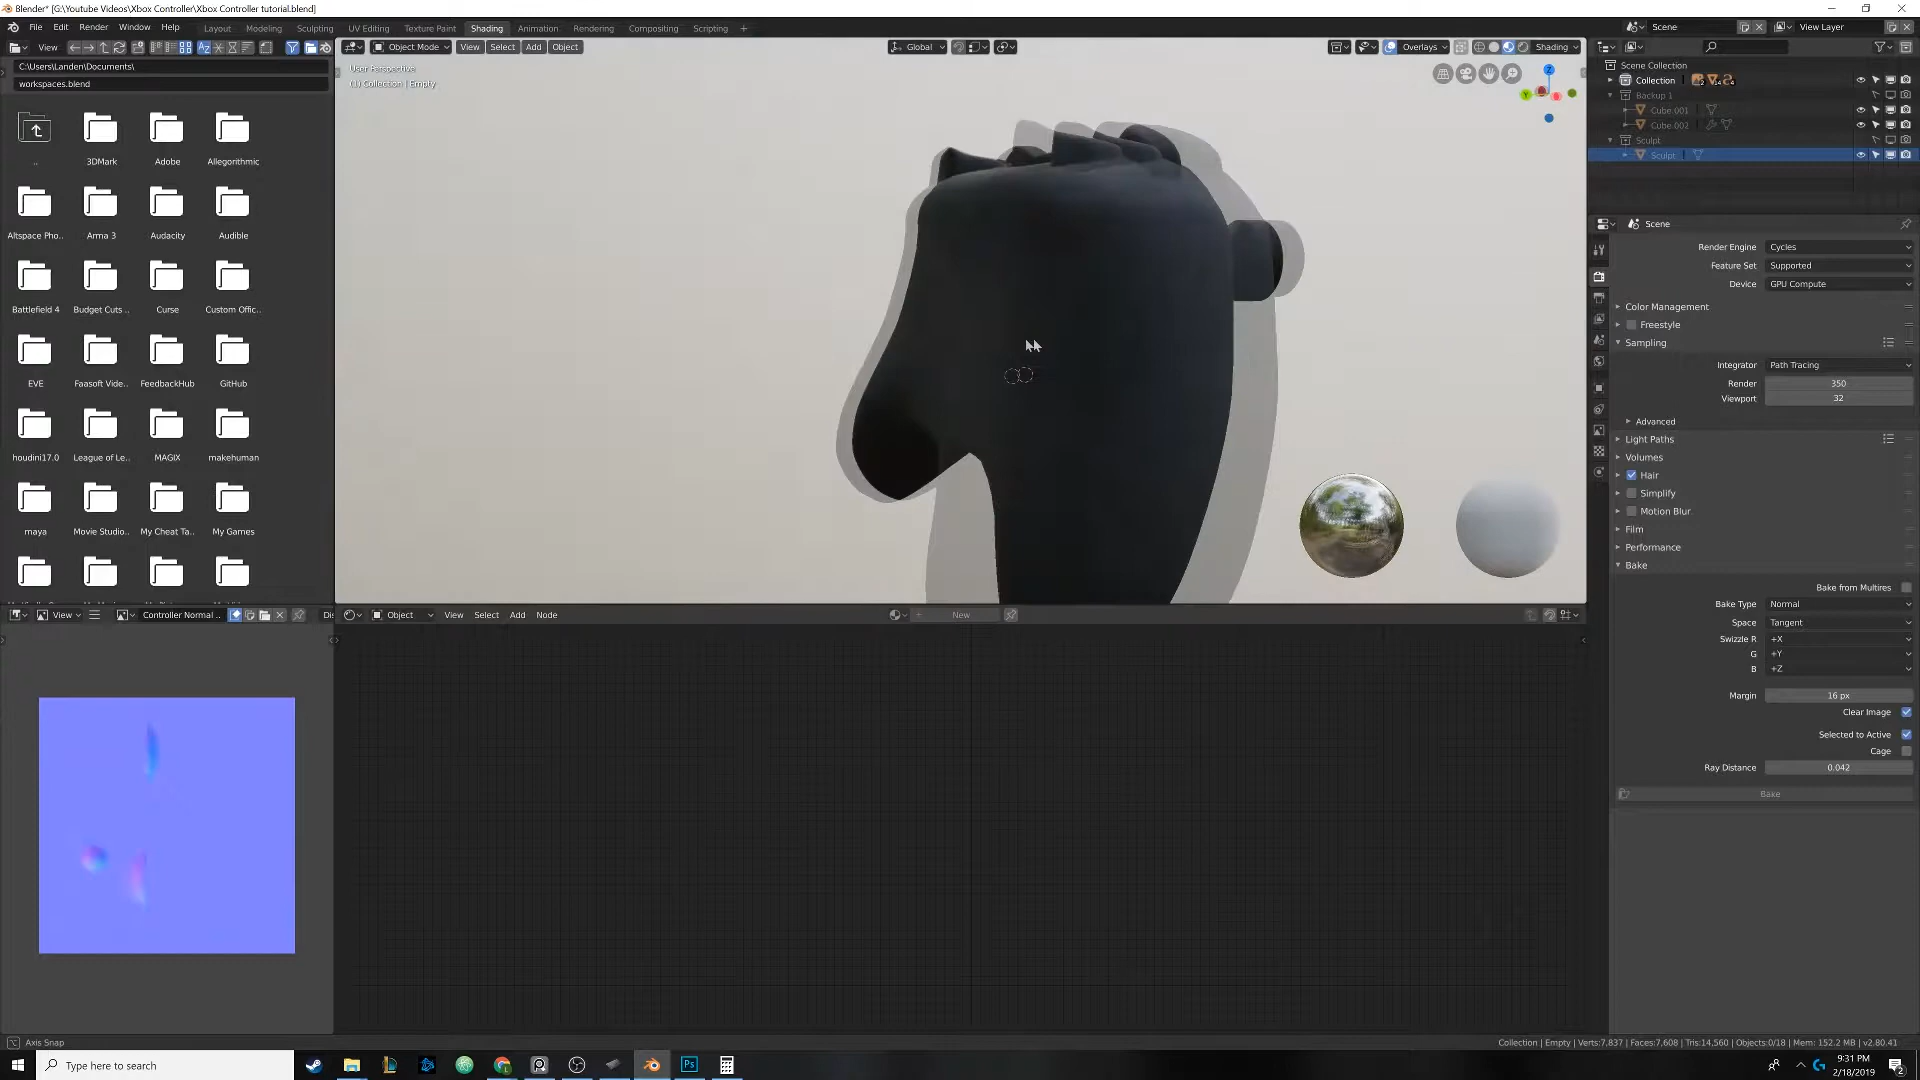 Blender* [G:\Youtube Videos\Xbox Controller\Xbox Controller tutorial.blend]
File Edit Render Window Help Layout Modeling Sculpting UV Editing Texture Paint Shading Animation Rendering Compositing Scripting + Scene View Layer
View Object Mode View Select Add Object Global Overlays Shading
C:\Users\Landen\Documents\
workspaces.blend
User Perspective
(1) Collection | Empty
Z
Y
Scene Collection
Collection
Backup 1
Cube.001
Cube.002
Sculpt
Sculpt
.. 3DMark Adobe Allegorithmic
Altspace Pho.. Arma 3 Audacity Audible
Battlefield 4 Budget Cuts .. Curse Custom Offic..
EVE Faasoft Vide.. FeedbackHub GitHub
houdini17.0 League of Le.. MAGIX makehuman
maya Movie Studio.. My Cheat Ta.. My Games
Scene
Render Engine Cycles
Feature Set Supported
Device GPU Compute
Color Management
Freestyle
Sampling
Integrator Path Tracing
Render 350
Viewport 32
Advanced
Light Paths
Volumes
Hair
Simplify
Motion Blur
Film
Performance
Bake
Bake from Multires
Bake Type Normal
Space Tangent
Swizzle R +X
G +Y
B +Z
Margin 16 px
Clear Image
Selected to Active
Cage
Ray Distance 0.042
Bake
View Controller Normal .. Di
Object View Select Add Node New
Axis Snap
Collection | Empty | Verts:7,837 | Faces:7,608 | Tris:14,560 | Objects:0/18 | Mem: 152.2 MB | v2.80.41
Type here to search
Ps
9:31 PM
2/18/2019
2